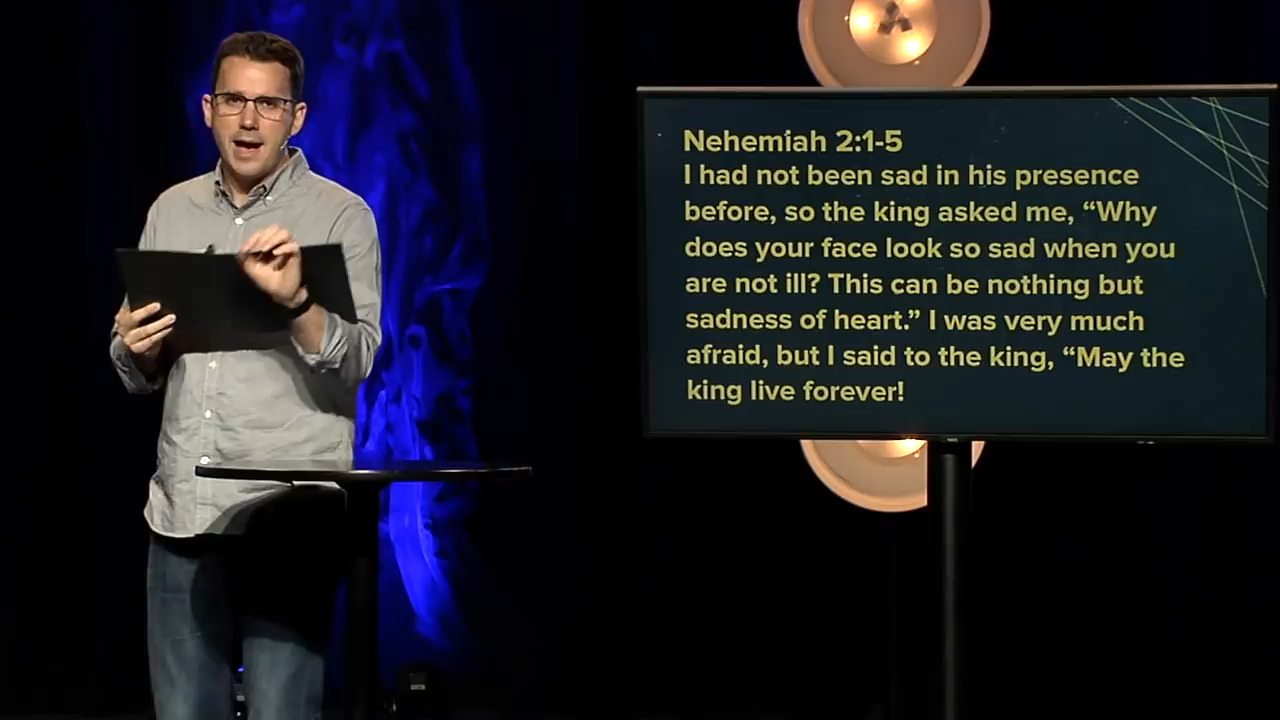 Nehemiah 2:1-5
I had not been sad in his presence
before, so the king asked me, “Why
does your face look so sad when you
are not ill? This can be nothing but
sadness of heart.” I was very much
afraid, but I said to the king, “May the
king live forever!